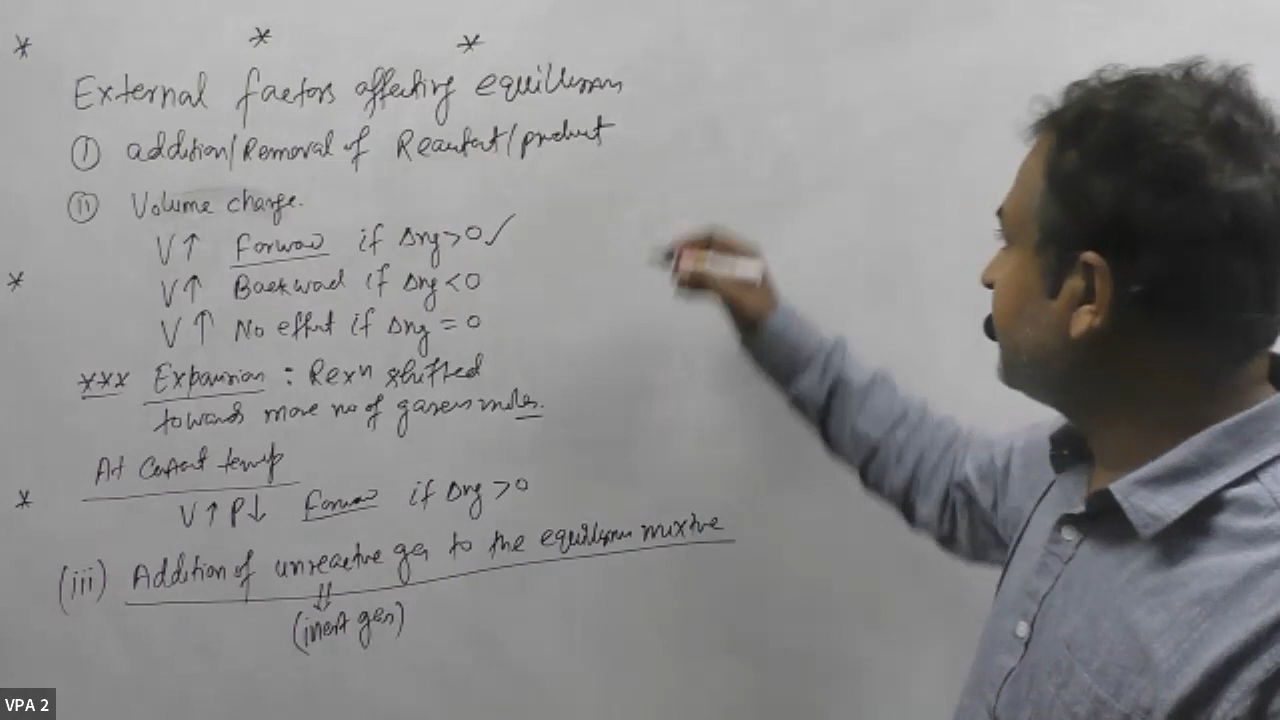 * * *
External factors affecting equilibrium
(i) addition/Removal of Reactant/product
(ii) Volume change.
V↑ Forward if Δng>0 ✓
* V↑ Backward if Δng<0
V↑ No effect if Δng=0
*** Expansion : Rexn shifted
towards more no of gaseous moles.
At constant temp
* V↑ P↓ Forward if Δng>0
(iii) Addition of unreactive gas to the equilibrium mixture
⇓
(inert gas)
VPA 2